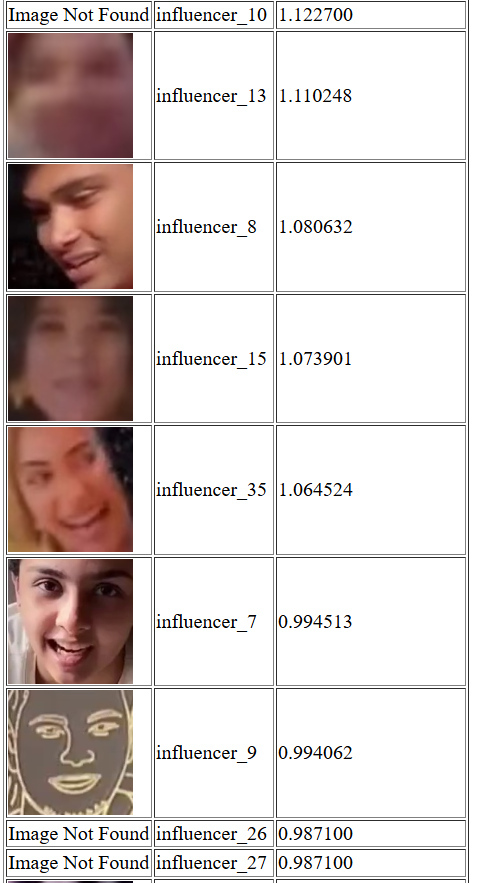 Image Not Found influencer_10 1.122700
influencer_13 1.110248
influencer_8 1.080632
influencer_15 1.073901
influencer_35 1.064524
influencer_7 0.994513
influencer_9 0.994062
Image Not Found influencer_26 0.987100
Image Not Found influencer_27 0.987100